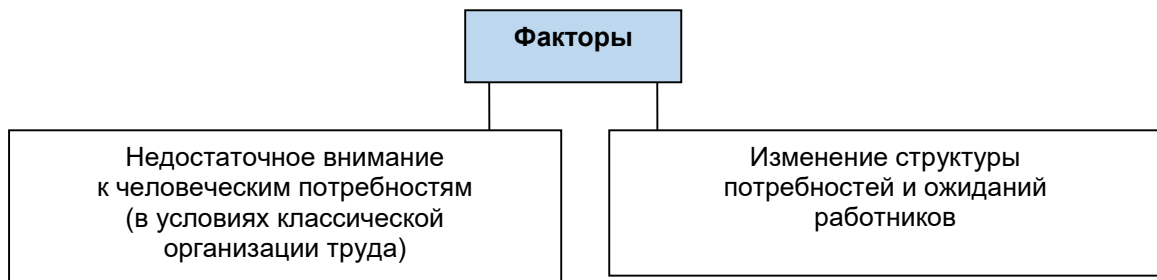 Факторы
Недостаточное внимание
к человеческим потребностям
(в условиях классической
организации труда)
Изменение структуры
потребностей и ожиданий
работников